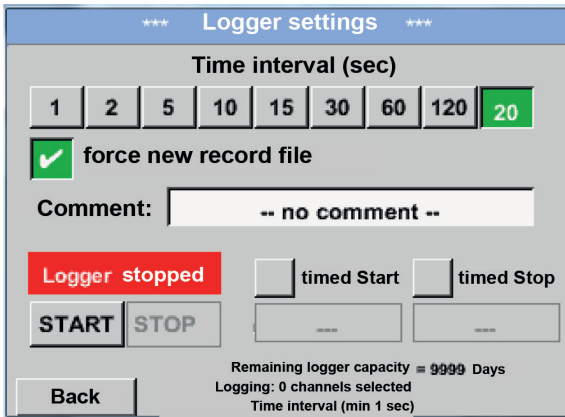 *** Logger settings ***
Time interval (sec)
1 2 5 10 15 30 60 120 20
force new record file
Comment: -- no comment --
Logger stopped
timed Start timed Stop
START STOP --- ---
Remaining logger capacity = 9999 Days
Logging: 0 channels selected
Back
Time interval (min 1 sec)